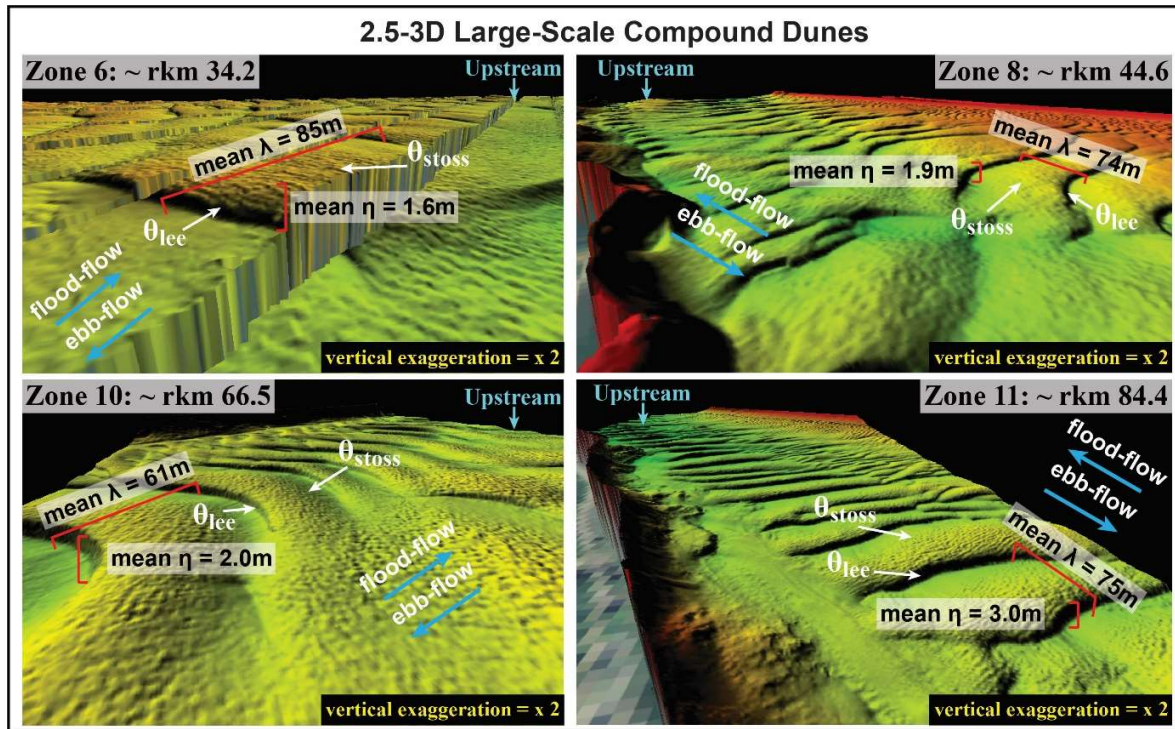 2.5-3D Large-Scale Compound Dunes
Zone 6: ~ rkm 34.2
Upstream
mean λ = 85m
θstoss
mean η = 1.6m
θlee
flood-flow
ebb-flow
vertical exaggeration = x 2
Upstream
Zone 8: ~ rkm 44.6
mean λ = 74m
mean η = 1.9m
θstoss
θlee
flood-flow
ebb-flow
vertical exaggeration = x 2
Zone 10: ~ rkm 66.5
Upstream
θstoss
mean λ = 61m
θlee
mean η = 2.0m
flood-flow
ebb-flow
vertical exaggeration = x 2
Upstream
Zone 11: ~ rkm 84.4
flood-flow
ebb-flow
θstoss
mean λ = 75m
θlee
mean η = 3.0m
vertical exaggeration = x 2